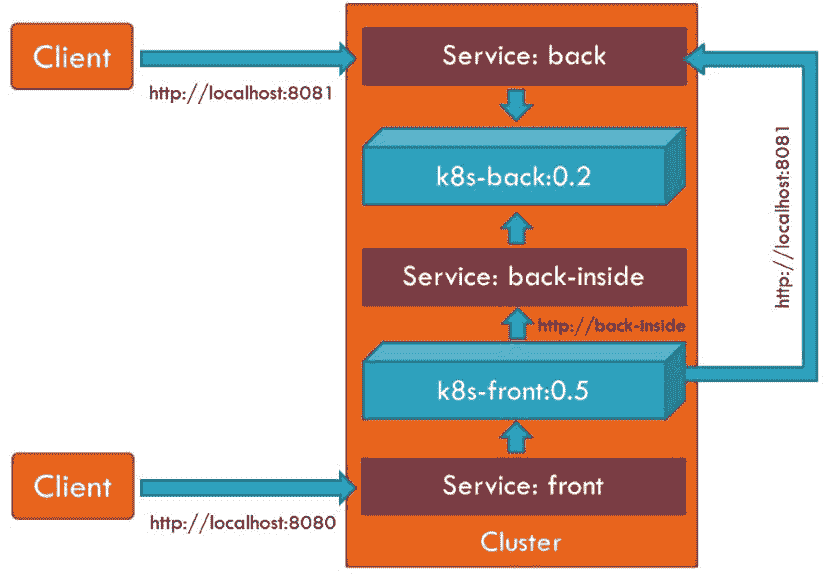 Client
Service: back
http://localhost:8081
k8s-back:0.2
http://localhost:8081
Service: back-inside
http://back-inside
k8s-front:0.5
Client
Service: front
http://localhost:8080
Cluster